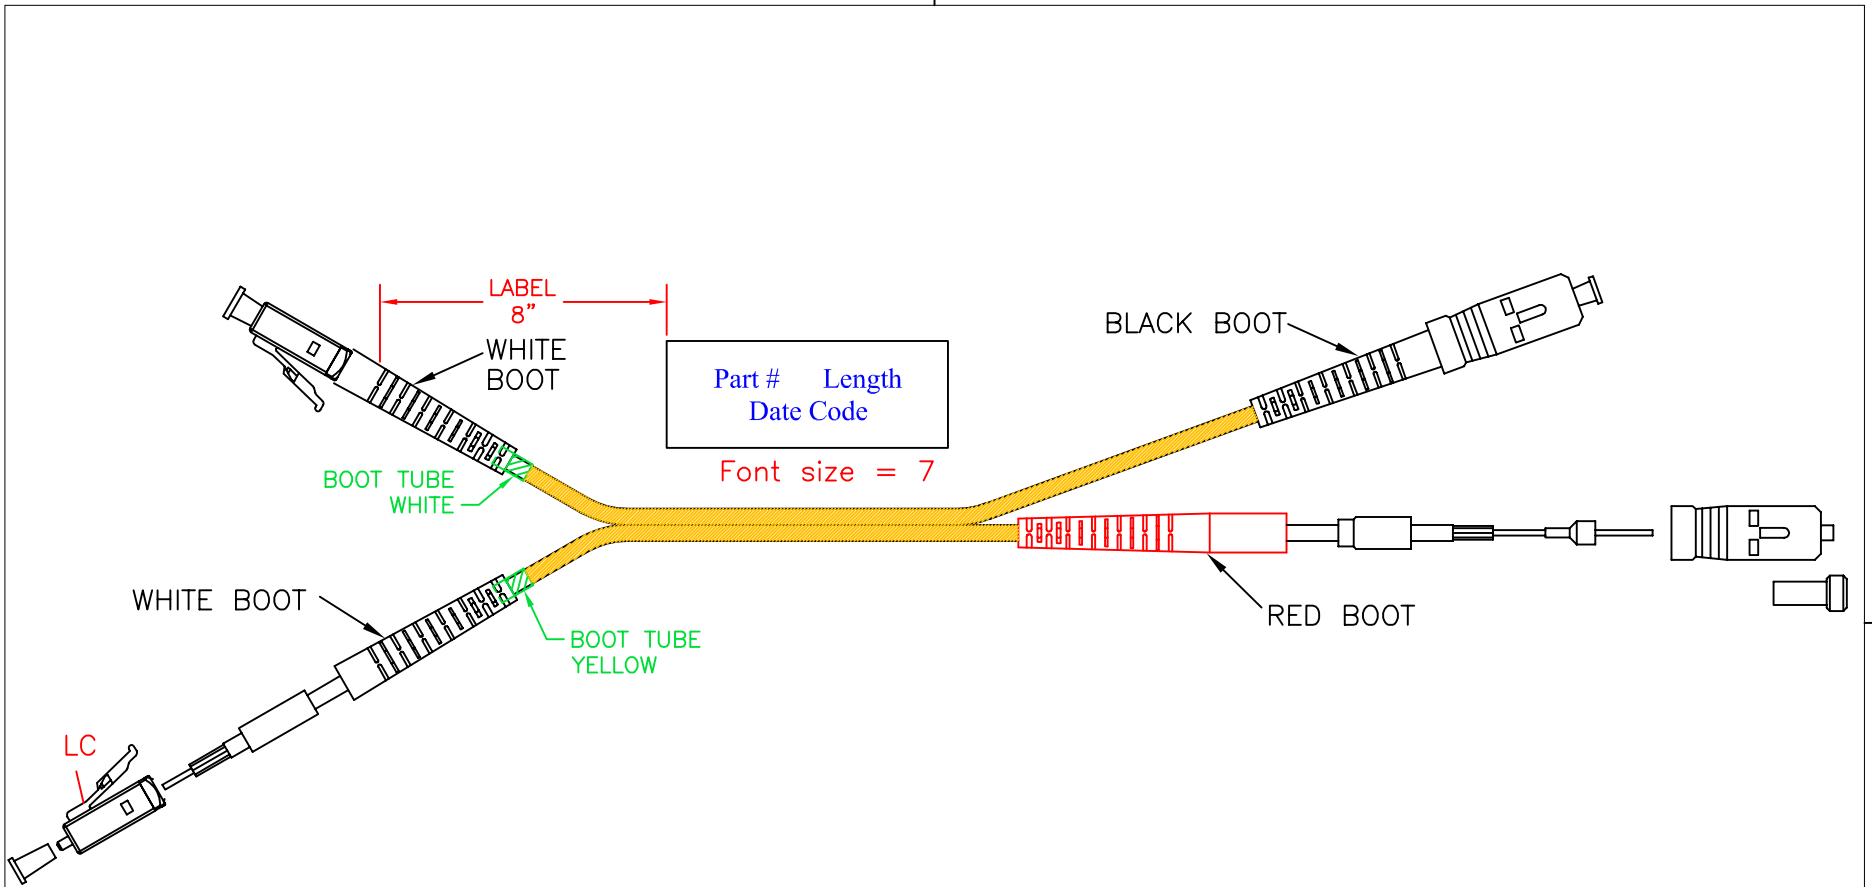 LABEL
8"
WHITE
BOOT
BLACK BOOT
Part # Length
Date Code
Font size = 7
BOOT TUBE
WHITE
WHITE BOOT
RED BOOT
BOOT TUBE
YELLOW
LC